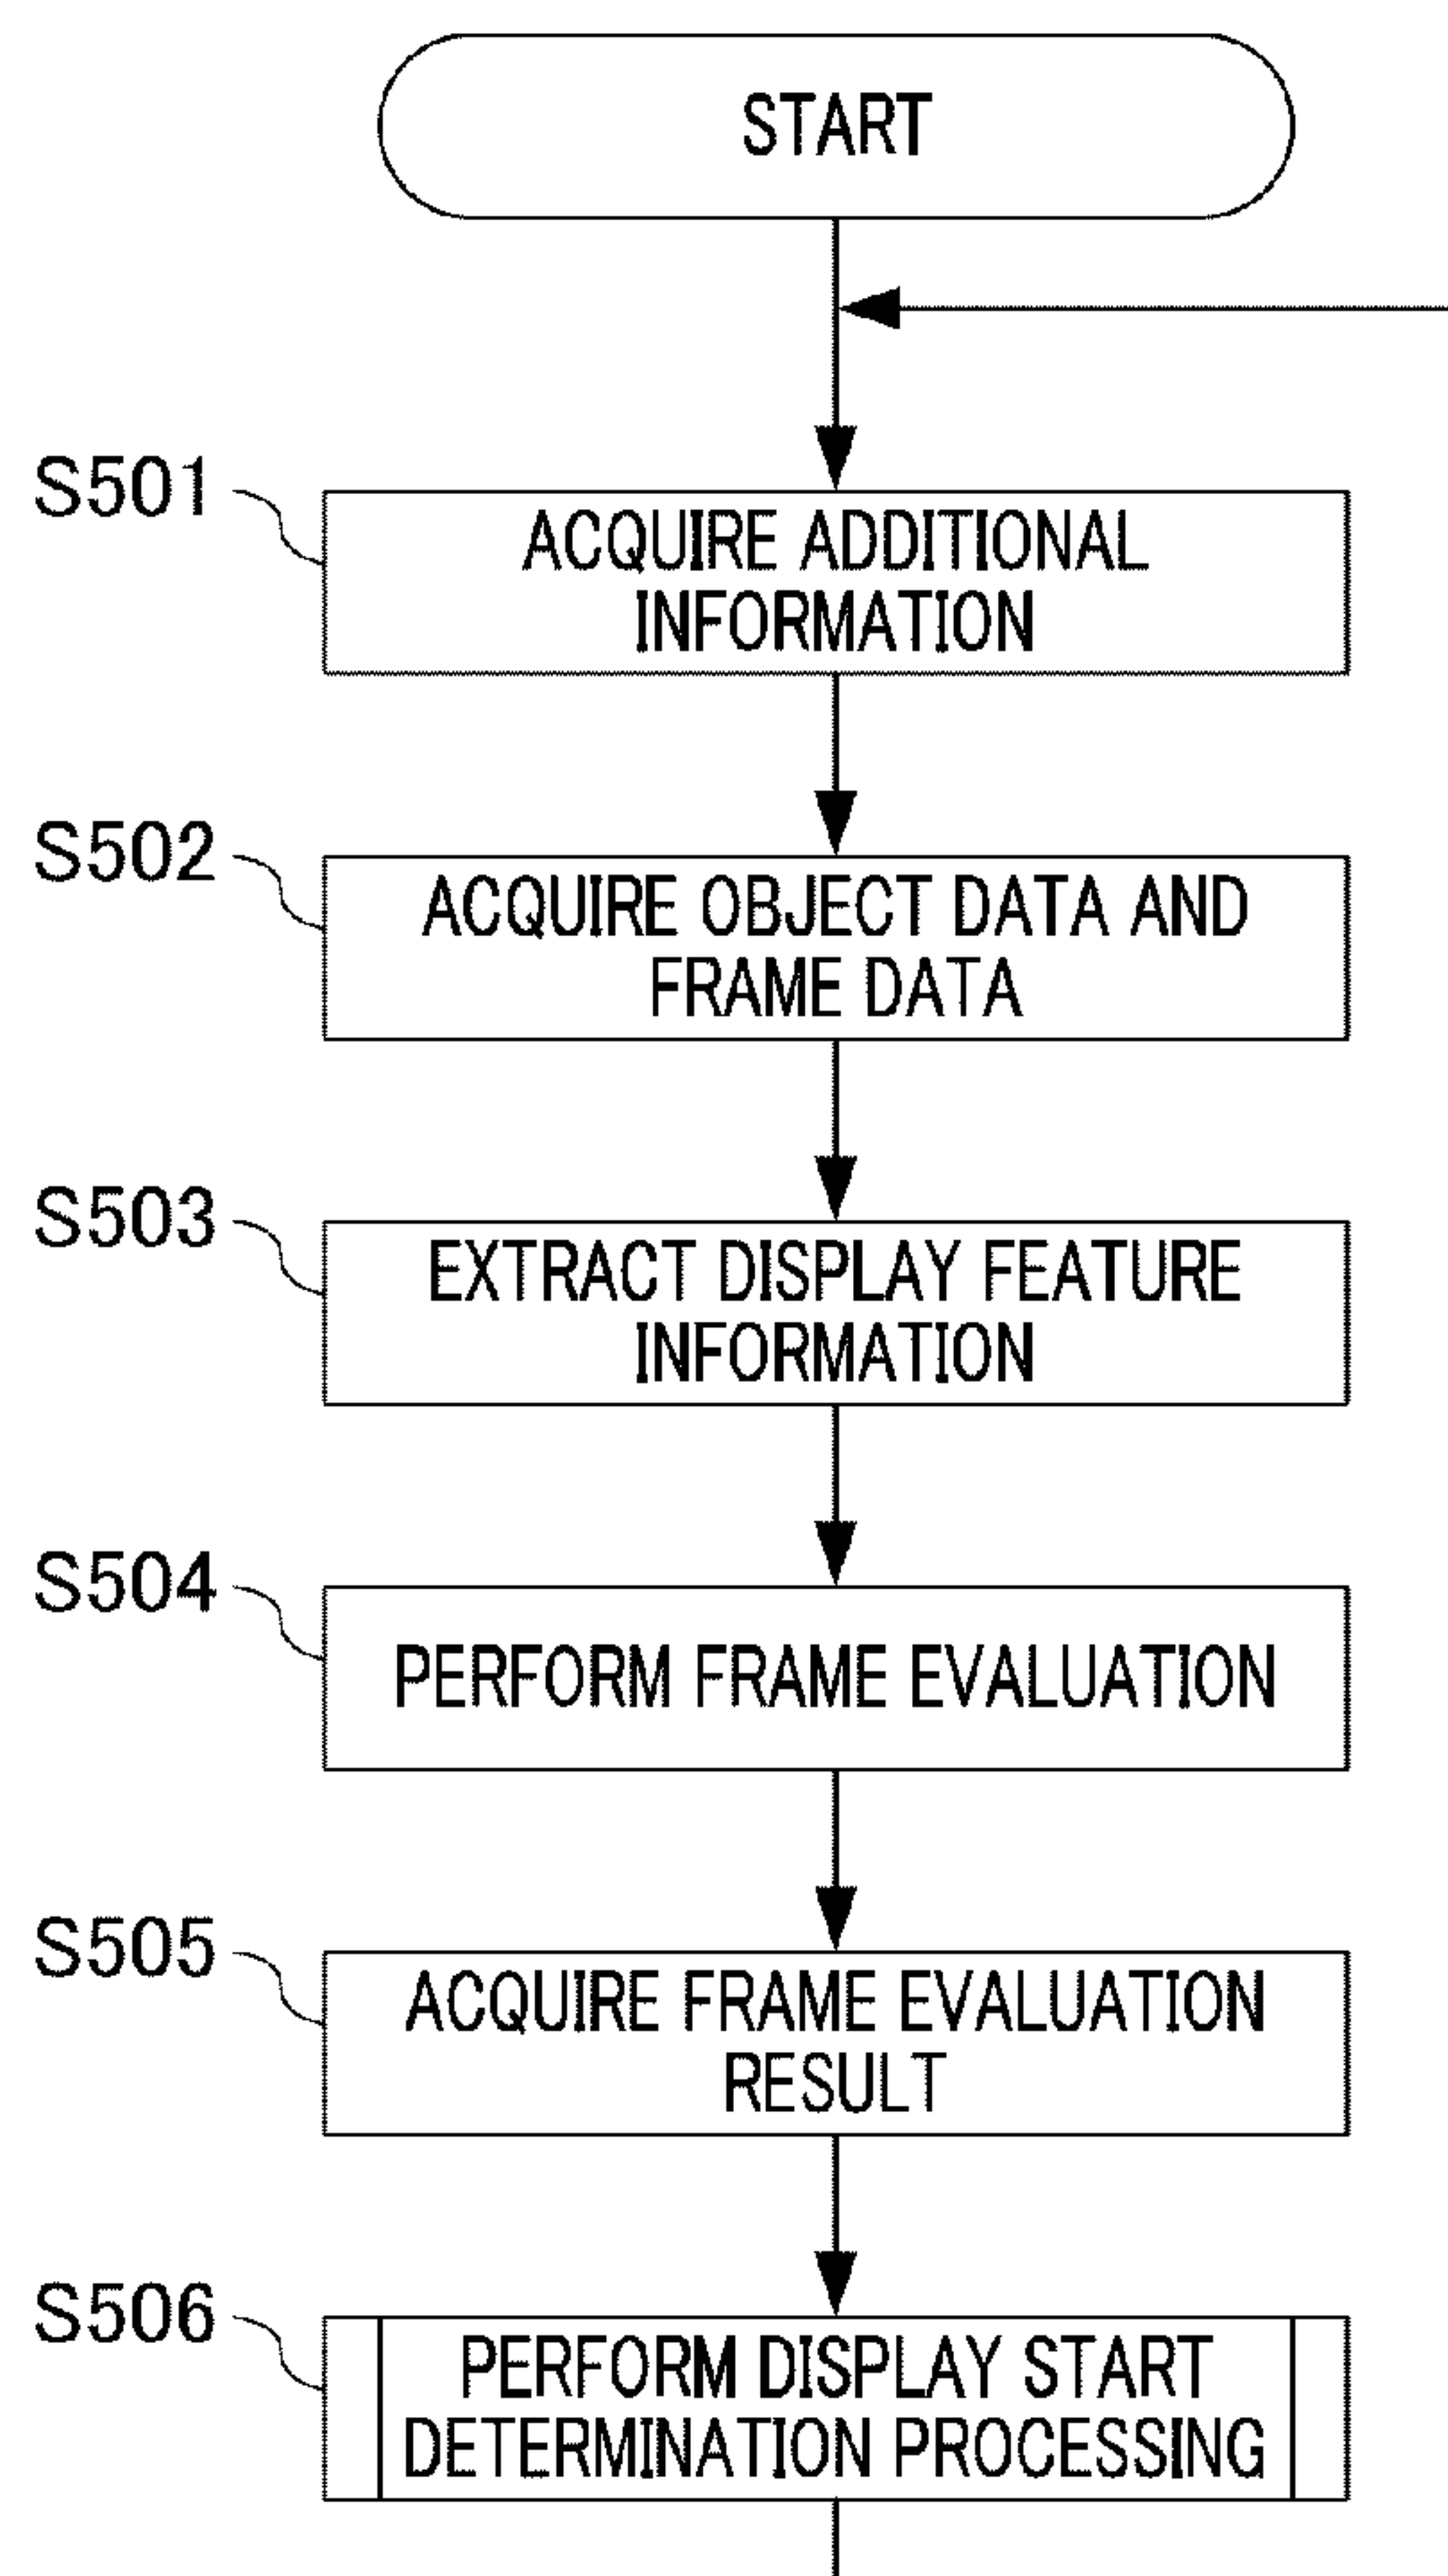 START
S501
ACQUIRE ADDITIONAL
INFORMATION
S502
ACQUIRE OBJECT DATA AND
FRAME DATA
S503
EXTRACT DISPLAY FEATURE
INFORMATION
S504
PERFORM FRAME EVALUATION
S505
ACQUIRE FRAME EVALUATION
RESULT
S506
PERFORM DISPLAY START
DETERMINATION PROCESSING